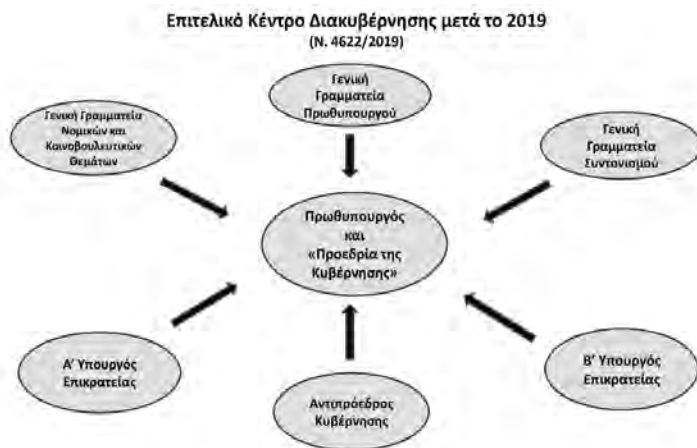 Επιτελικό Κέντρο Διακυβέρνησης μετά το 2019
(Ν. 4622/2019)
Γενική
Γραμματεία
Πρωθυπουργού
Γενική Γραμματεία
Νομικών και
Κοινοβουλευτικών
Θεμάτων
Γενική
Γραμματεία
Συντονισμού
Πρωθυπουργός
και
«Προεδρία της
Κυβέρνησης»
Α’ Υπουργός
Επικρατείας
Β’ Υπουργός
Επικρατείας
Αντιπρόεδρος
Κυβέρνησης